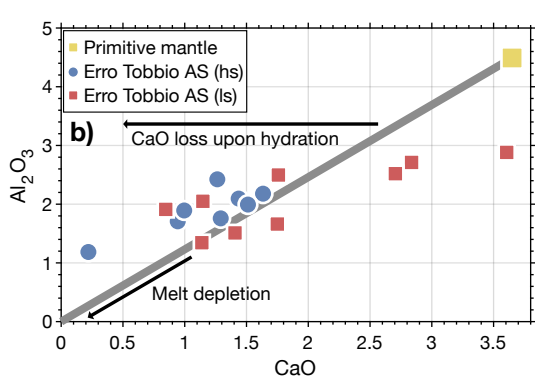 5
4
3
2
1
0
Al₂O₃
Primitive mantle
Erro Tobbio AS (hs)
Erro Tobbio AS (ls)
b)
CaO loss upon hydration
Melt depletion
0 0.5 1 1.5 2 2.5 3 3.5
CaO